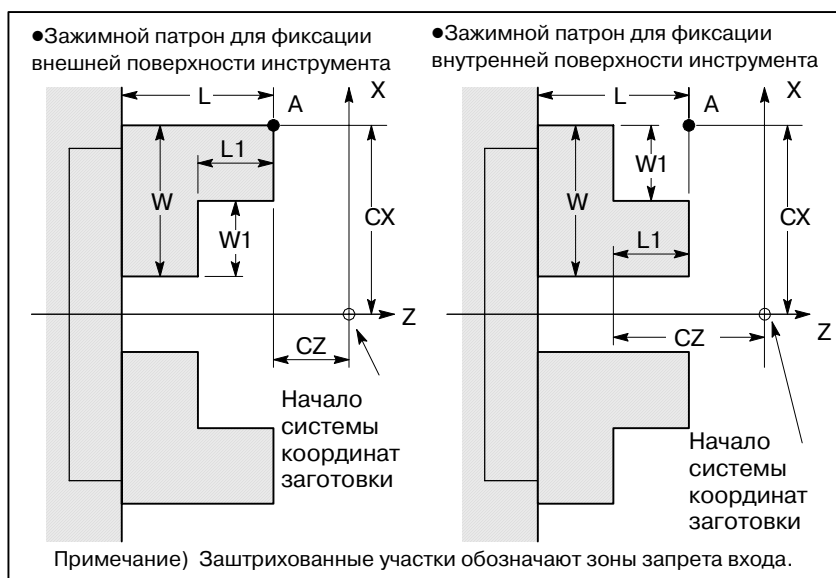 ●Зажимной патрон для фиксации
внешней поверхности инструмента
L
A
X
L1
W
CX
W1
Z
CZ
Начало
системы
координат
заготовки
●Зажимной патрон для фиксации
внутренней поверхности инструмента
L
A
X
W1
W
CX
L1
Z
CZ
Начало
системы
координат
заготовки
Примечание) Заштрихованные участки обозначают зоны запрета входа.